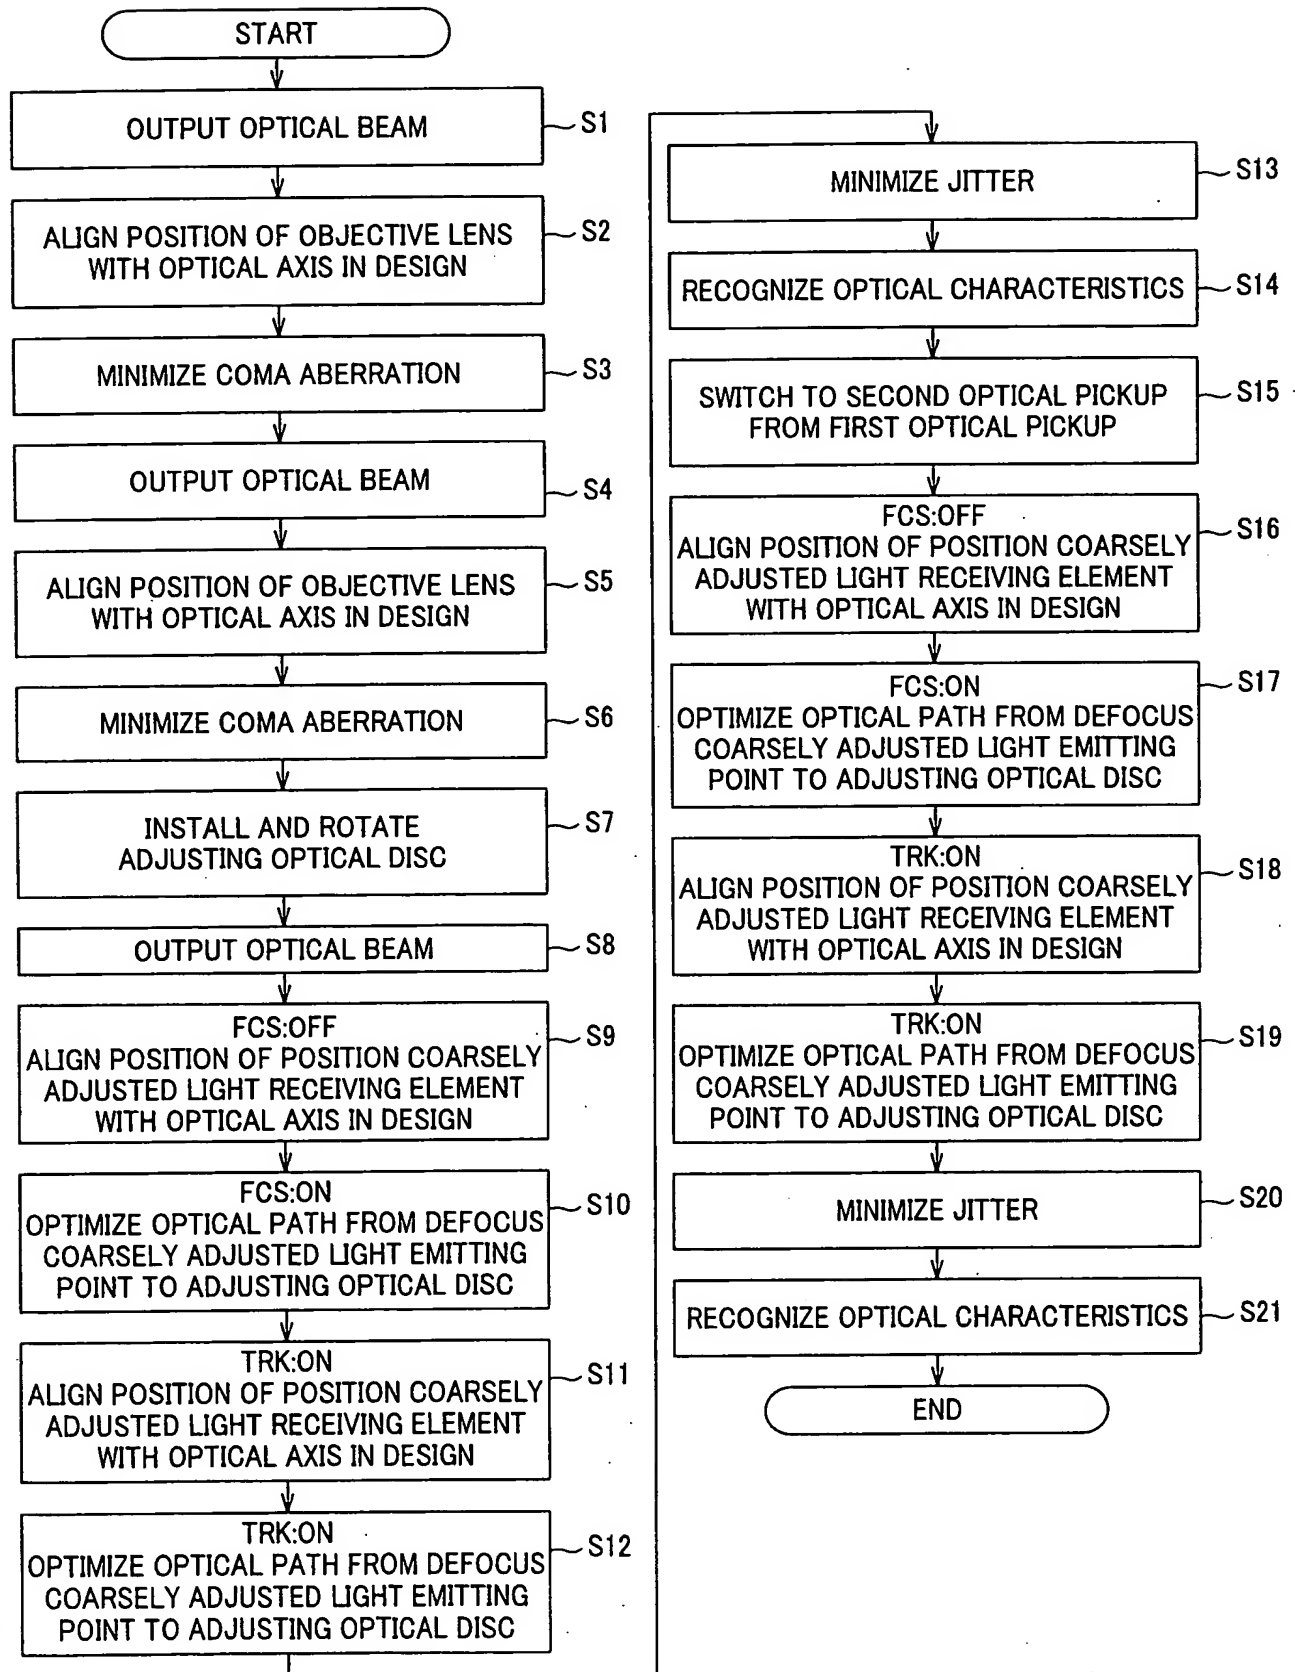 START
OUTPUT OPTICAL BEAM
S1
ALIGN POSITION OF OBJECTIVE LENS
WITH OPTICAL AXIS IN DESIGN
S2
MINIMIZE COMA ABERRATION
S3
OUTPUT OPTICAL BEAM
S4
ALIGN POSITION OF OBJECTIVE LENS
WITH OPTICAL AXIS IN DESIGN
S5
MINIMIZE COMA ABERRATION
S6
INSTALL AND ROTATE
ADJUSTING OPTICAL DISC
S7
OUTPUT OPTICAL BEAM
S8
FCS:OFF
ALIGN POSITION OF POSITION COARSELY
ADJUSTED LIGHT RECEIVING ELEMENT
WITH OPTICAL AXIS IN DESIGN
S9
FCS:ON
OPTIMIZE OPTICAL PATH FROM DEFOCUS
COARSELY ADJUSTED LIGHT EMITTING
POINT TO ADJUSTING OPTICAL DISC
S10
TRK:ON
ALIGN POSITION OF POSITION COARSELY
ADJUSTED LIGHT RECEIVING ELEMENT
WITH OPTICAL AXIS IN DESIGN
S11
TRK:ON
OPTIMIZE OPTICAL PATH FROM DEFOCUS
COARSELY ADJUSTED LIGHT EMITTING
POINT TO ADJUSTING OPTICAL DISC
S12
MINIMIZE JITTER
S13
RECOGNIZE OPTICAL CHARACTERISTICS
S14
SWITCH TO SECOND OPTICAL PICKUP
FROM FIRST OPTICAL PICKUP
S15
FCS:OFF
ALIGN POSITION OF POSITION COARSELY
ADJUSTED LIGHT RECEIVING ELEMENT
WITH OPTICAL AXIS IN DESIGN
S16
FCS:ON
OPTIMIZE OPTICAL PATH FROM DEFOCUS
COARSELY ADJUSTED LIGHT EMITTING
POINT TO ADJUSTING OPTICAL DISC
S17
TRK:ON
ALIGN POSITION OF POSITION COARSELY
ADJUSTED LIGHT RECEIVING ELEMENT
WITH OPTICAL AXIS IN DESIGN
S18
TRK:ON
OPTIMIZE OPTICAL PATH FROM DEFOCUS
COARSELY ADJUSTED LIGHT EMITTING
POINT TO ADJUSTING OPTICAL DISC
S19
MINIMIZE JITTER
S20
RECOGNIZE OPTICAL CHARACTERISTICS
S21
END